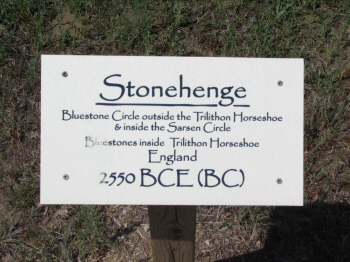 Stonehenge
Bluestone Circle outside the Trilithon Horseshoe
& inside the Sarsen Circle
Bluestones inside Trilithon Horseshoe
England
2550 BCE (BC)